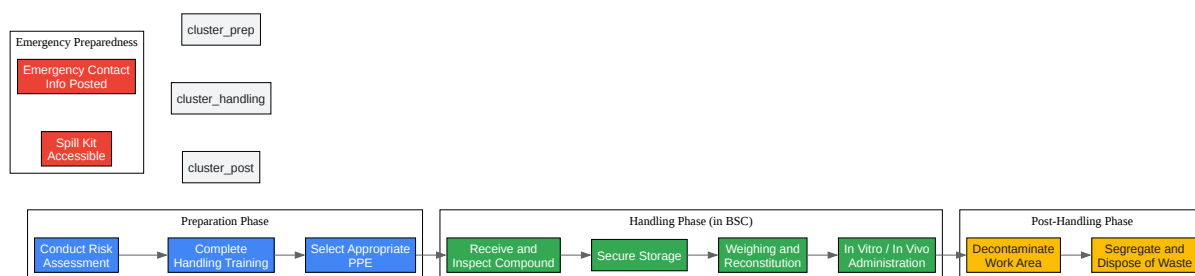 Emergency Preparedness
Emergency Contact
Info Posted
Spill Kit
Accessible
cluster_prep
cluster_handling
cluster_post
Preparation Phase
Conduct Risk
Assessment
Complete
Handling Training
Select Appropriate
PPE
Handling Phase (in BSC)
Receive and
Inspect Compound
Secure Storage
Weighing and
Reconstitution
In Vitro / In Vivo
Administration
Post-Handling Phase
Decontaminate
Work Area
Segregate and
Dispose of Waste